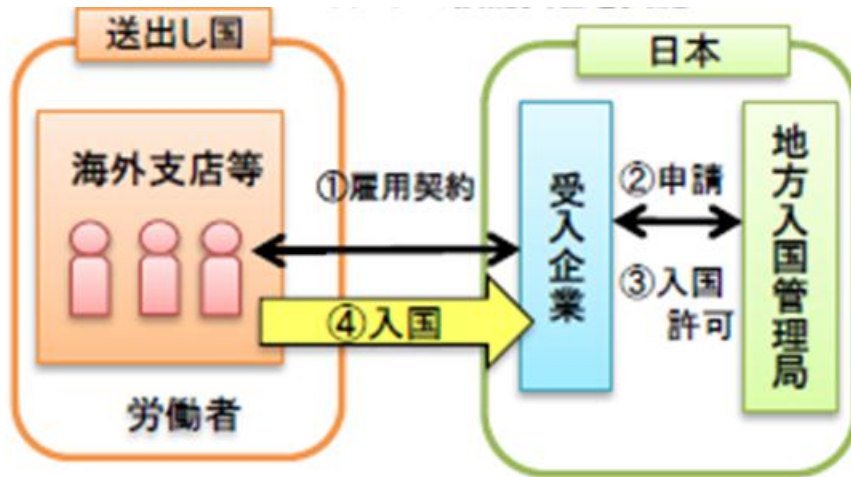 送出し国
海外支店等
労働者
①雇用契約
④入国
日本
受入企業
②申請
③入国
許可
地方入国管理局